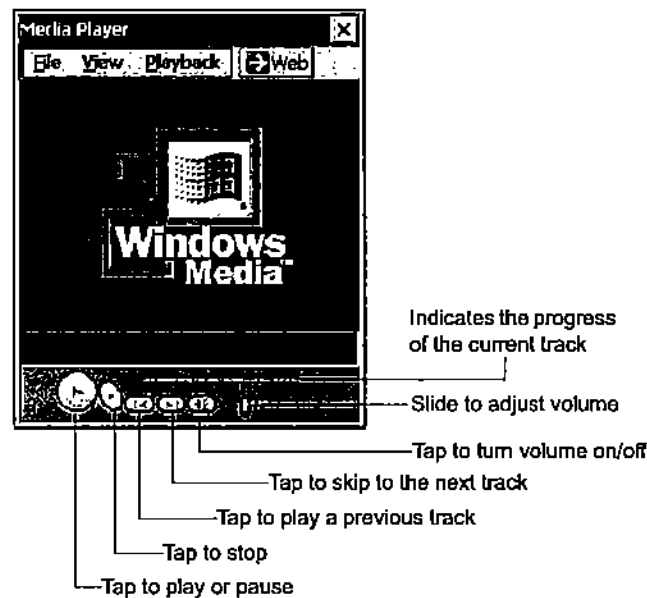 Media Player
File View Playback Web
Windows
Media™
Indicates the progress
of the current track
Slide to adjust volume
Tap to turn volume on/off
Tap to skip to the next track
Tap to play a previous track
Tap to stop
Tap to play or pause